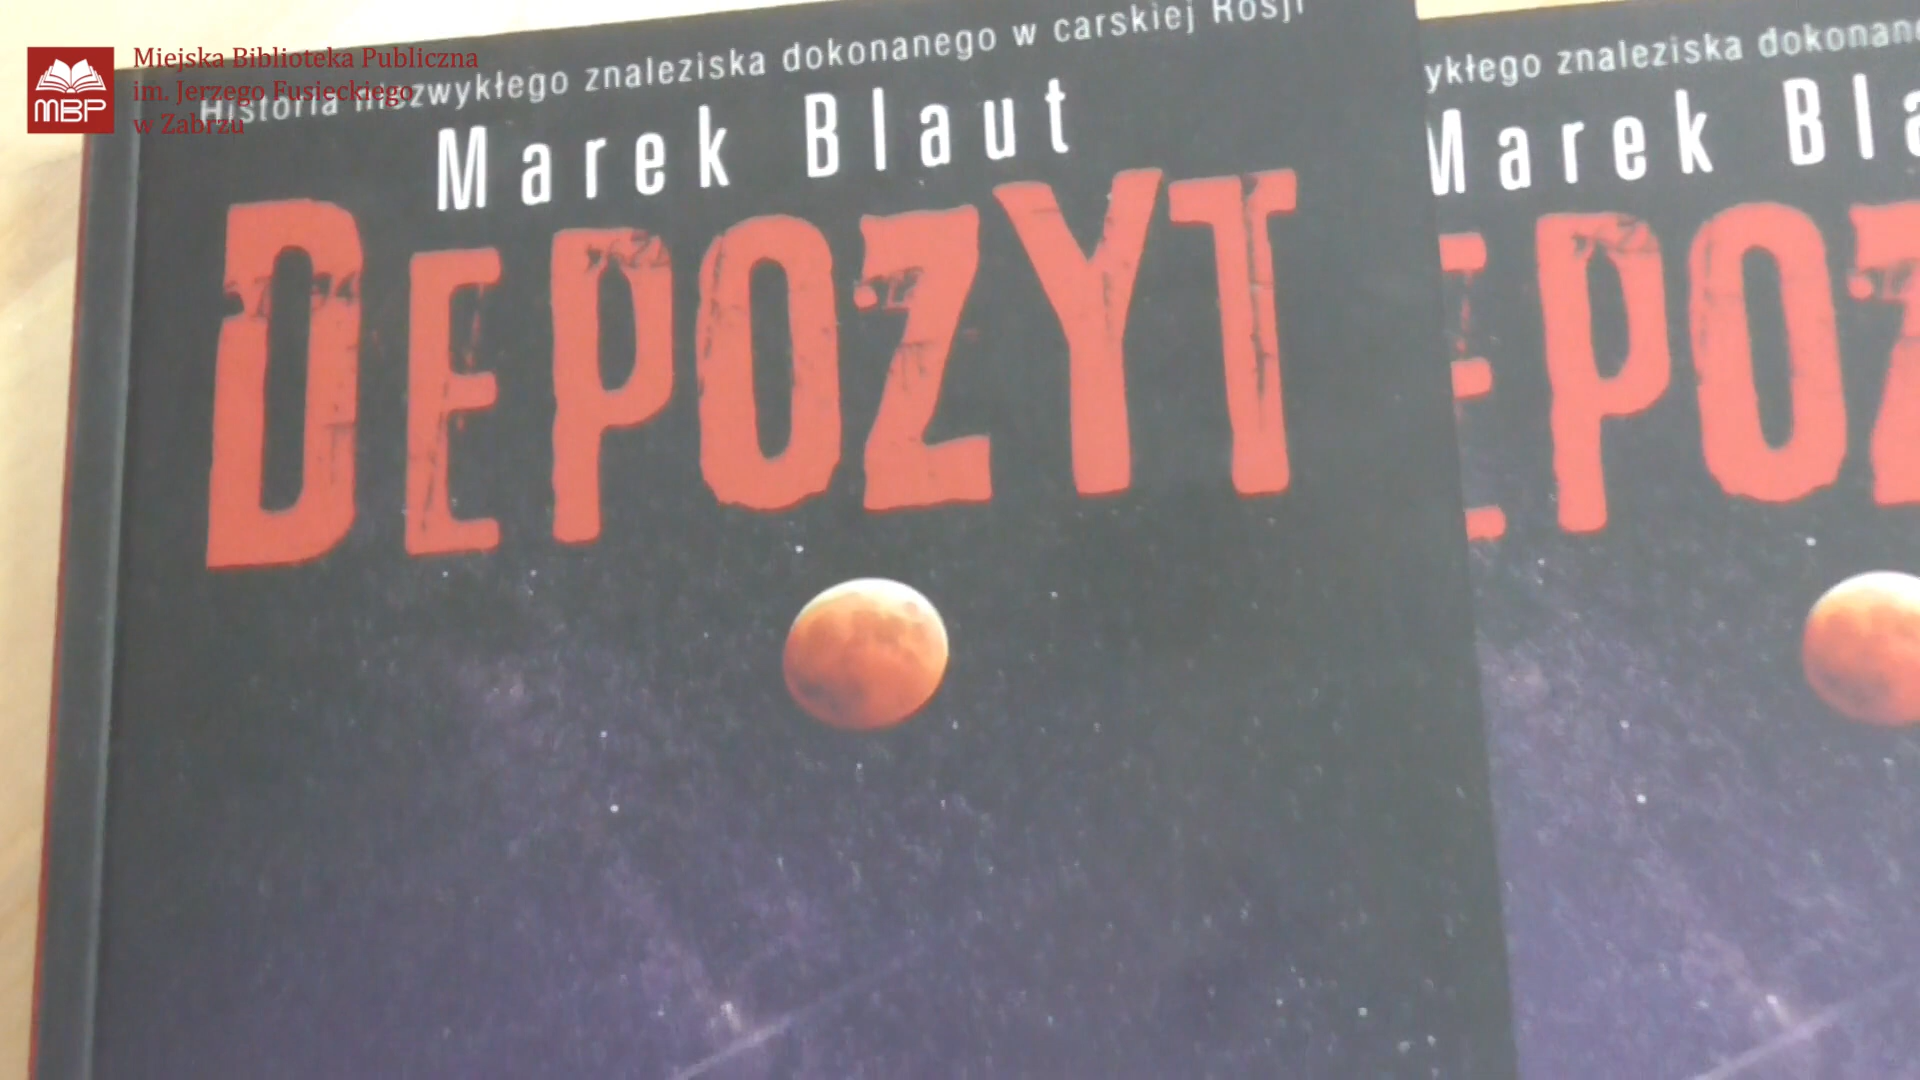 Miejska Biblioteka Publiczna
im. Jerzego Fusieckiego
w Zabrzu
MBP
Historia niezwykłego znaleziska dokonanego w carskiej Rosji
Marek Blaut
DEPOZYT
ykłego znaleziska dokonane
Marek Bla
EPOZ